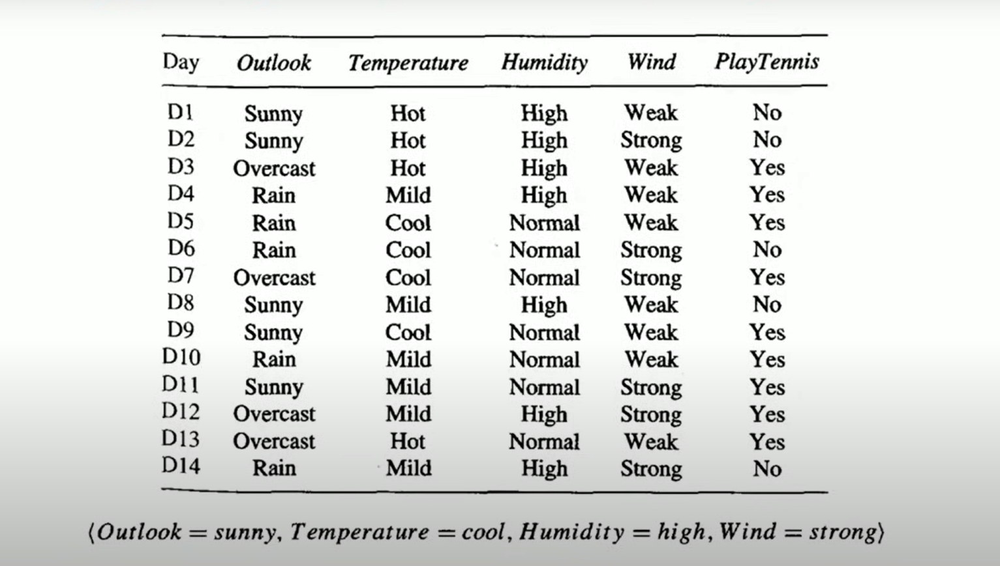 Day Outlook Temperature Humidity Wind PlayTennis
D1 Sunny Hot High Weak No
D2 Sunny Hot High Strong No
D3 Overcast Hot High Weak Yes
D4 Rain Mild High Weak Yes
D5 Rain Cool Normal Weak Yes
D6 Rain Cool Normal Strong No
D7 Overcast Cool Normal Strong Yes
D8 Sunny Mild High Weak No
D9 Sunny Cool Normal Weak Yes
D10 Rain Mild Normal Weak Yes
D11 Sunny Mild Normal Strong Yes
D12 Overcast Mild High Strong Yes
D13 Overcast Hot Normal Weak Yes
D14 Rain Mild High Strong No
⟨Outlook = sunny, Temperature = cool, Humidity = high, Wind = strong⟩